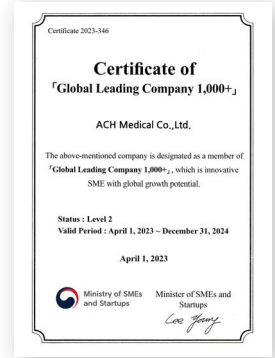 Certificate 2023-346
Certificate of
「Global Leading Company 1,000+」
ACH Medical Co.,Ltd.
The above-mentioned company is designated as a member of
「Global Leading Company 1,000+」, which is innovative
SME with global growth potential.
Status : Level 2
Valid Period : April 1, 2023 ~ December 31, 2024
April 1, 2023
Ministry of SMEs
and Startups
Minister of SMEs and
Startups
Lee Young